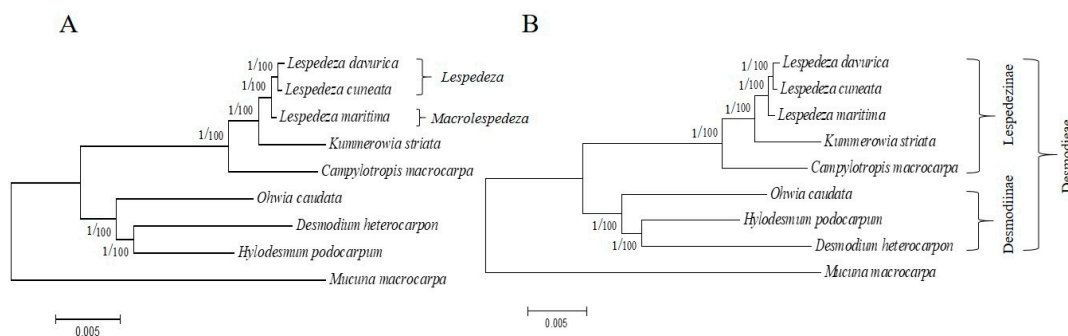 A
1/100
Lespedeza davurica
Lespedeza
1/100
Lespedeza cuneata
1/100
Lespedeza maritima
Macrolespedeza
1/100
Kummerowia striata
Campylotropis macrocarpa
Ohwia caudata
1/100
Desmodium heterocarpon
1/100
Hylodesmum podocarpum
Mucuna macrocarpa
0.005
B
1/100
Lespedeza davurica
1/100
Lespedeza cuneata
1/100
Lespedeza maritima
1/100
Kummerowia striata
Campylotropis macrocarpa
Lespedezinae
Ohwia caudata
1/100
Hylodesmum podocarpum
1/100
Desmodium heterocarpon
Desmodiinae
Desmodieae
Mucuna macrocarpa
0.005